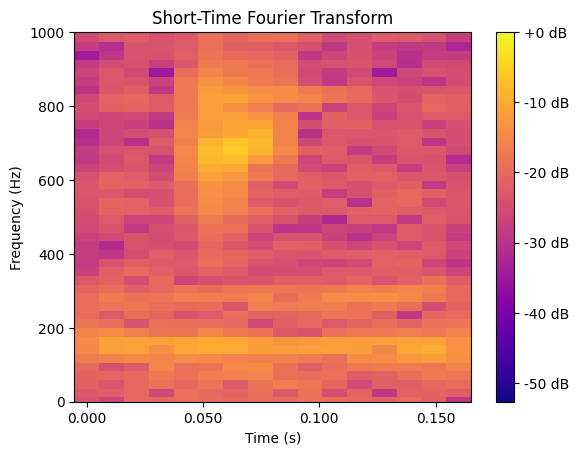 Short-Time Fourier Transform
1000
800
600
400
200
0
Frequency (Hz)
0.000
0.050
0.100
0.150
Time (s)
+0 dB
-10 dB
-20 dB
-30 dB
-40 dB
-50 dB